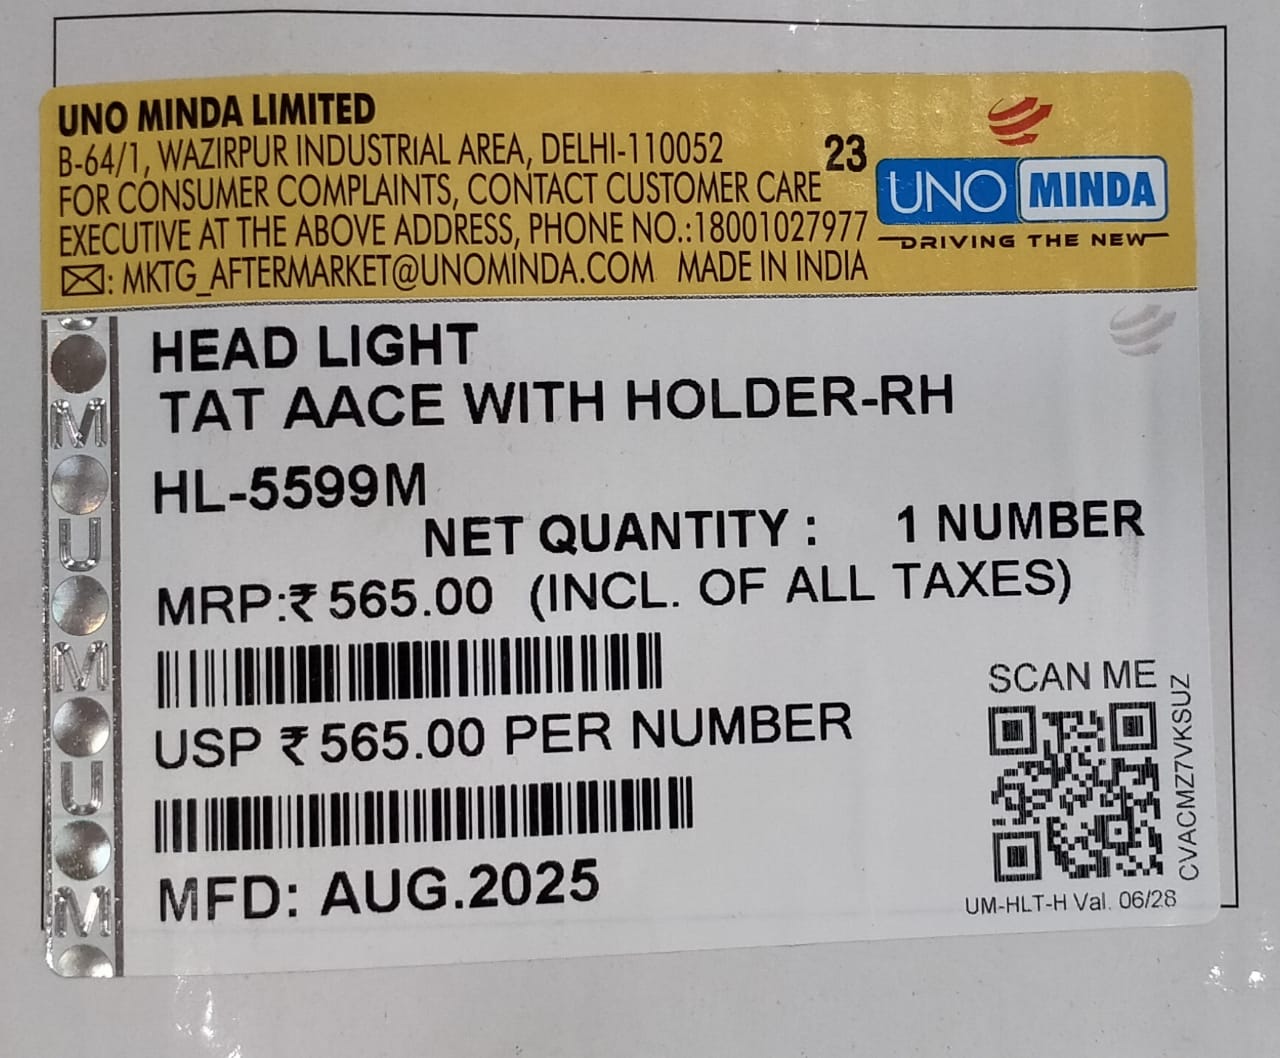 UNO MINDA LIMITED
B-64/1, WAZIRPUR INDUSTRIAL AREA, DELHI-110052
FOR CONSUMER COMPLAINTS, CONTACT CUSTOMER CARE
EXECUTIVE AT THE ABOVE ADDRESS, PHONE NO.:18001027977
✉: MKTG_AFTERMARKET@UNOMINDA.COM MADE IN INDIA
23
UNO MINDA
DRIVING THE NEW
HEAD LIGHT
TAT AACE WITH HOLDER-RH
HL-5599M
NET QUANTITY : 1 NUMBER
MRP:₹565.00 (INCL. OF ALL TAXES)
USP ₹565.00 PER NUMBER
MFD: AUG.2025
SCAN ME
CVACMZ7VKSUZ
UM-HLT-H Val. 06/28
M
U
M
U
M